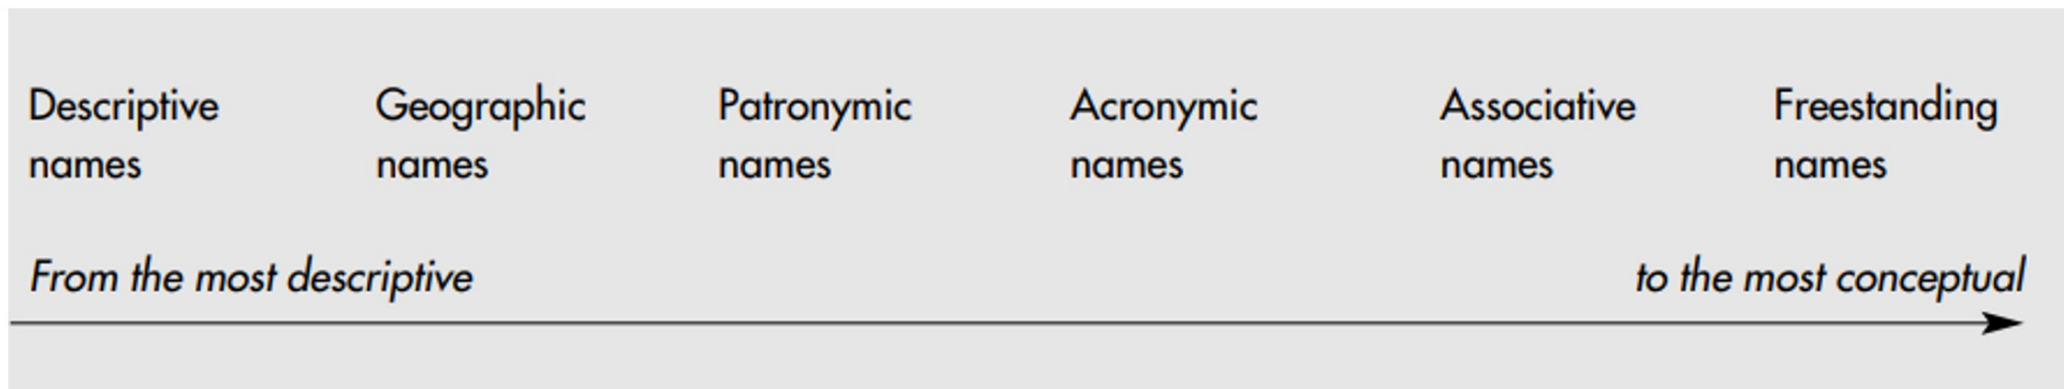 Descriptive Geographic Patronymic Acronymic Associative Freestanding
names names names names names names
From the most descriptive to the most conceptual